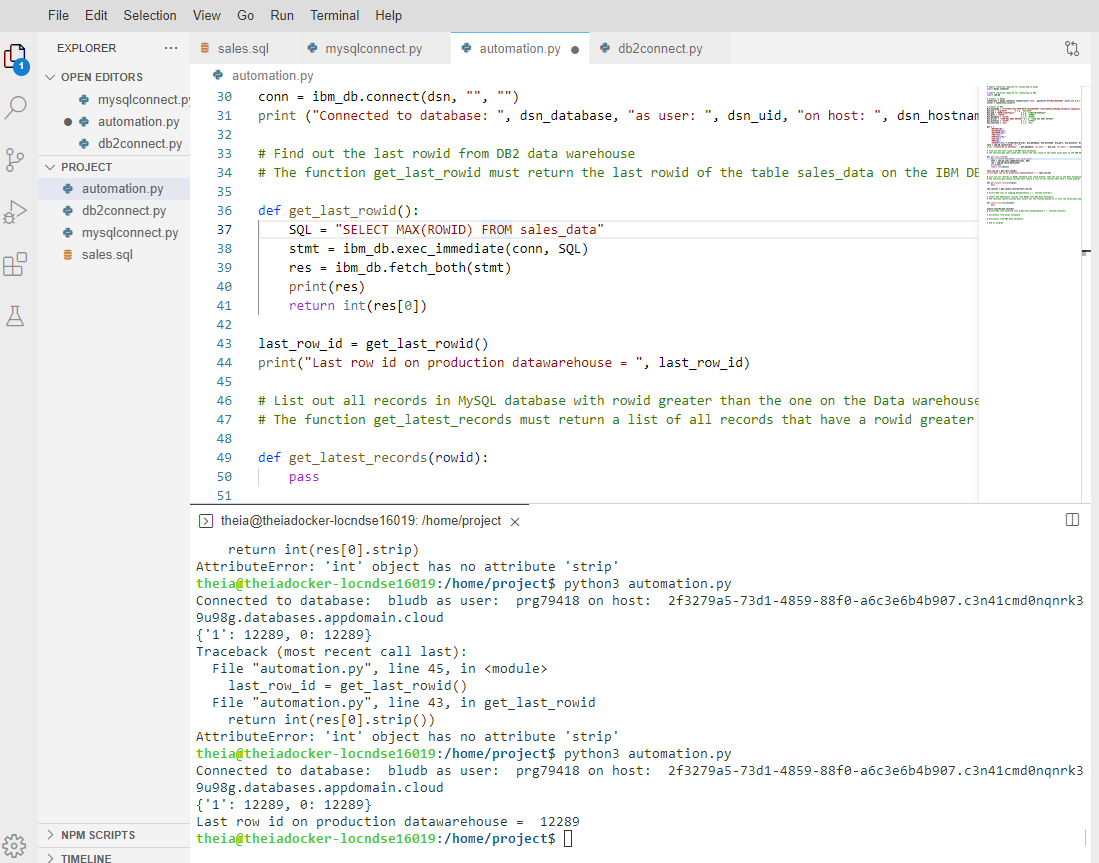 File Edit Selection View Go Run Terminal Help
EXPLORER ...
sales.sql mysqlconnect.py automation.py ● db2connect.py
1
OPEN EDITORS
mysqlconnect.py
● automation.py
db2connect.py
PROJECT
automation.py
db2connect.py
mysqlconnect.py
sales.sql
NPM SCRIPTS
TIMELINE
automation.py
30 conn = ibm_db.connect(dsn, "", "")
31 print ("Connected to database: ", dsn_database, "as user: ", dsn_uid, "on host: ", dsn_hostnam
32
33 # Find out the last rowid from DB2 data warehouse
34 # The function get_last_rowid must return the last rowid of the table sales_data on the IBM DB
35
36 def get_last_rowid():
37     SQL = "SELECT MAX(ROWID) FROM sales_data"
38     stmt = ibm_db.exec_immediate(conn, SQL)
39     res = ibm_db.fetch_both(stmt)
40     print(res)
41     return int(res[0])
42
43 last_row_id = get_last_rowid()
44 print("Last row id on production datawarehouse = ", last_row_id)
45
46 # List out all records in MySQL database with rowid greater than the one on the Data warehouse
47 # The function get_latest_records must return a list of all records that have a rowid greater
48
49 def get_latest_records(rowid):
50     pass
51
theia@theiadocker-locndse16019: /home/project ×
    return int(res[0].strip)
AttributeError: 'int' object has no attribute 'strip'
theia@theiadocker-locndse16019:/home/project$ python3 automation.py
Connected to database:  bludb as user:  prg79418 on host:  2f3279a5-73d1-4859-88f0-a6c3e6b4b907.c3n41cmd0nqnrk3
9u98g.databases.appdomain.cloud
{'1': 12289, 0: 12289}
Traceback (most recent call last):
  File "automation.py", line 45, in <module>
    last_row_id = get_last_rowid()
  File "automation.py", line 43, in get_last_rowid
    return int(res[0].strip())
AttributeError: 'int' object has no attribute 'strip'
theia@theiadocker-locndse16019:/home/project$ python3 automation.py
Connected to database:  bludb as user:  prg79418 on host:  2f3279a5-73d1-4859-88f0-a6c3e6b4b907.c3n41cmd0nqnrk3
9u98g.databases.appdomain.cloud
{'1': 12289, 0: 12289}
Last row id on production datawarehouse =  12289
theia@theiadocker-locndse16019:/home/project$